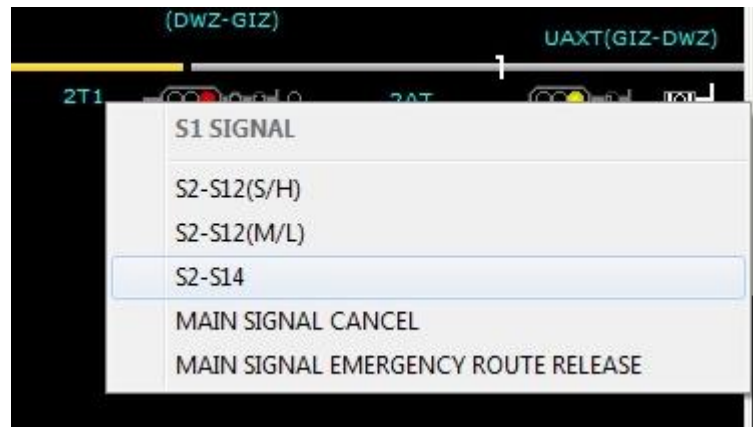 (DWZ-GIZ)
UAXT(GIZ-DWZ)
2T1
2AT
S1 SIGNAL
S2-S12(S/H)
S2-S12(M/L)
S2-S14
MAIN SIGNAL CANCEL
MAIN SIGNAL EMERGENCY ROUTE RELEASE